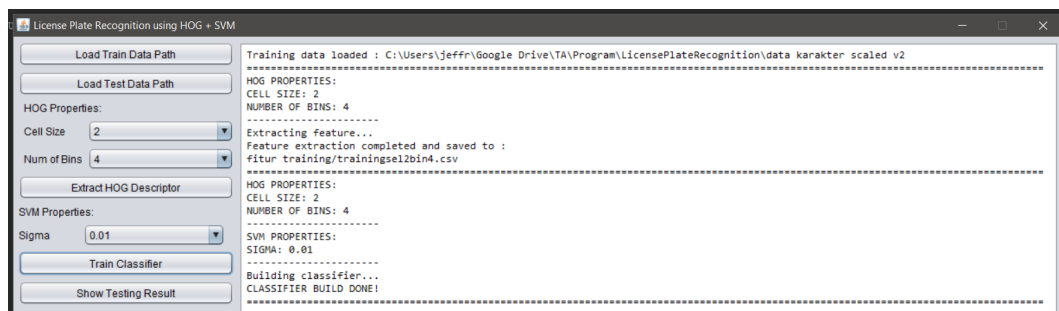 License Plate Recognition using HOG + SVM
Load Train Data Path
Load Test Data Path
HOG Properties:
Cell Size 2
Num of Bins 4
Extract HOG Descriptor
SVM Properties:
Sigma 0.01
Train Classifier
Show Testing Result
Training data loaded : C:\Users\jeffr\Google Drive\TA\Program\LicensePlateRecognition\data karakter scaled v2
================================================================================
HOG PROPERTIES:
CELL SIZE: 2
NUMBER OF BINS: 4
----------------------
Extracting feature...
Feature extraction completed and saved to :
fitur training/trainingsel2bin4.csv
================================================================================
HOG PROPERTIES:
CELL SIZE: 2
NUMBER OF BINS: 4
----------------------
SVM PROPERTIES:
SIGMA: 0.01
----------------------
Building classifier...
CLASSIFIER BUILD DONE!
================================================================================